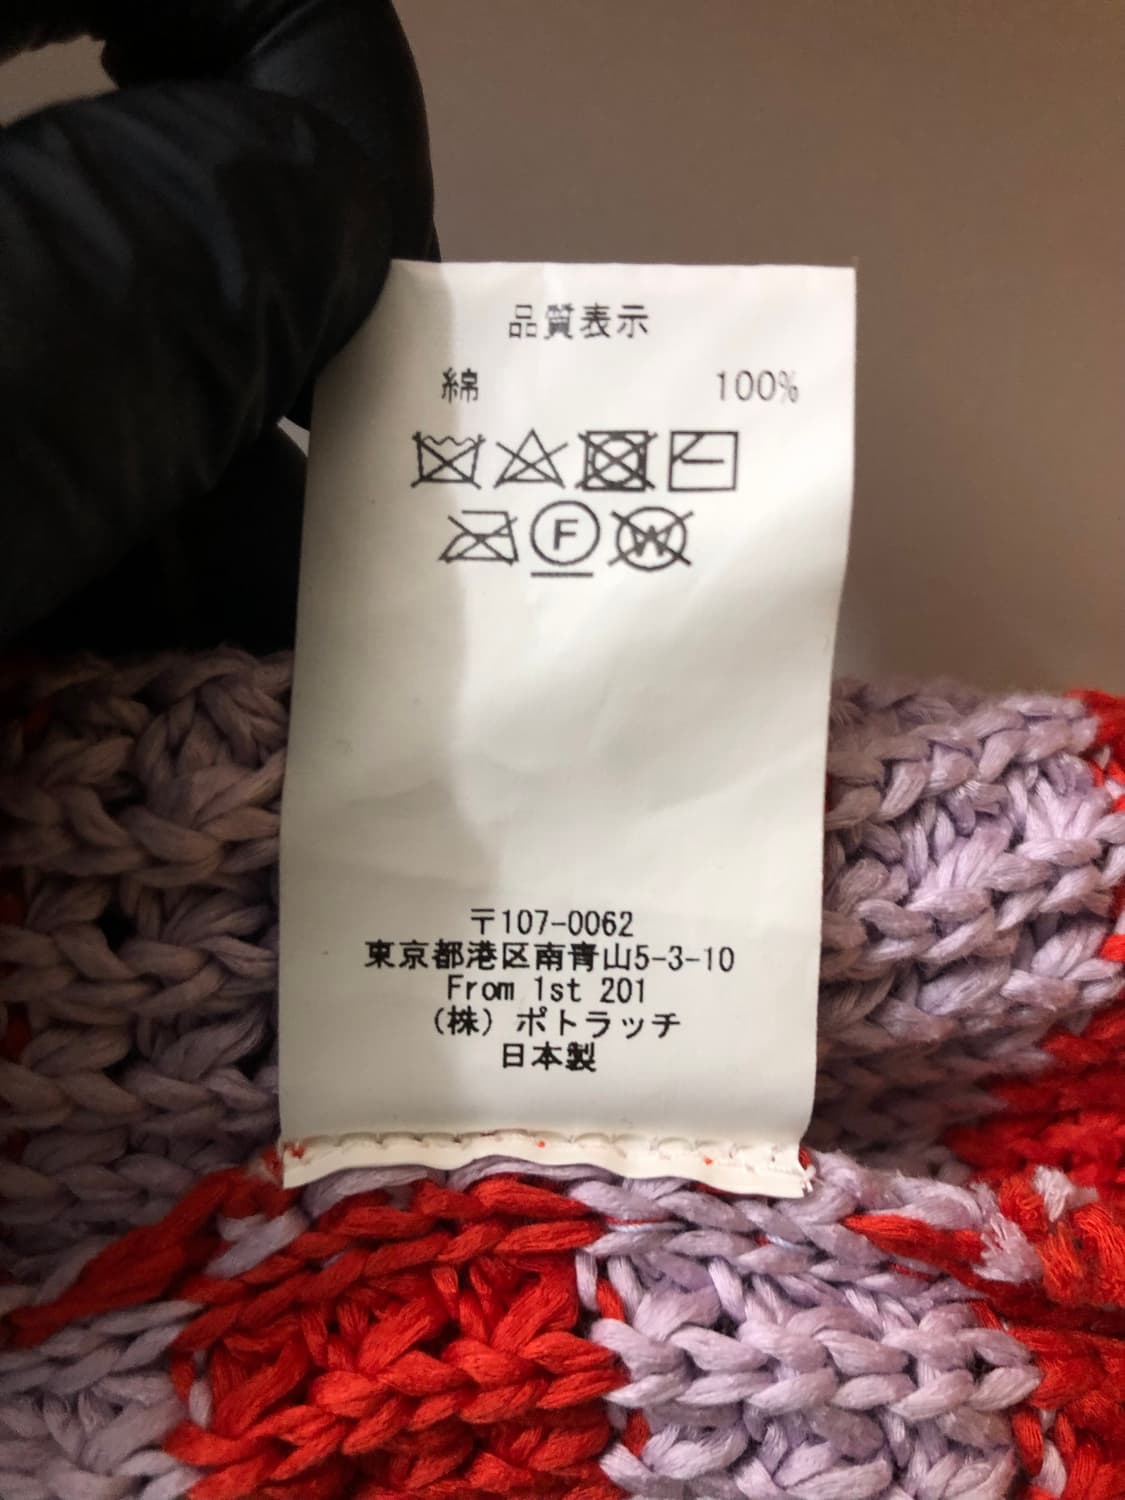 品質表示
綿 100%
F W
〒107-0062
東京都港区南青山5-3-10
From 1st 201
(株)ポトラッチ
日本製